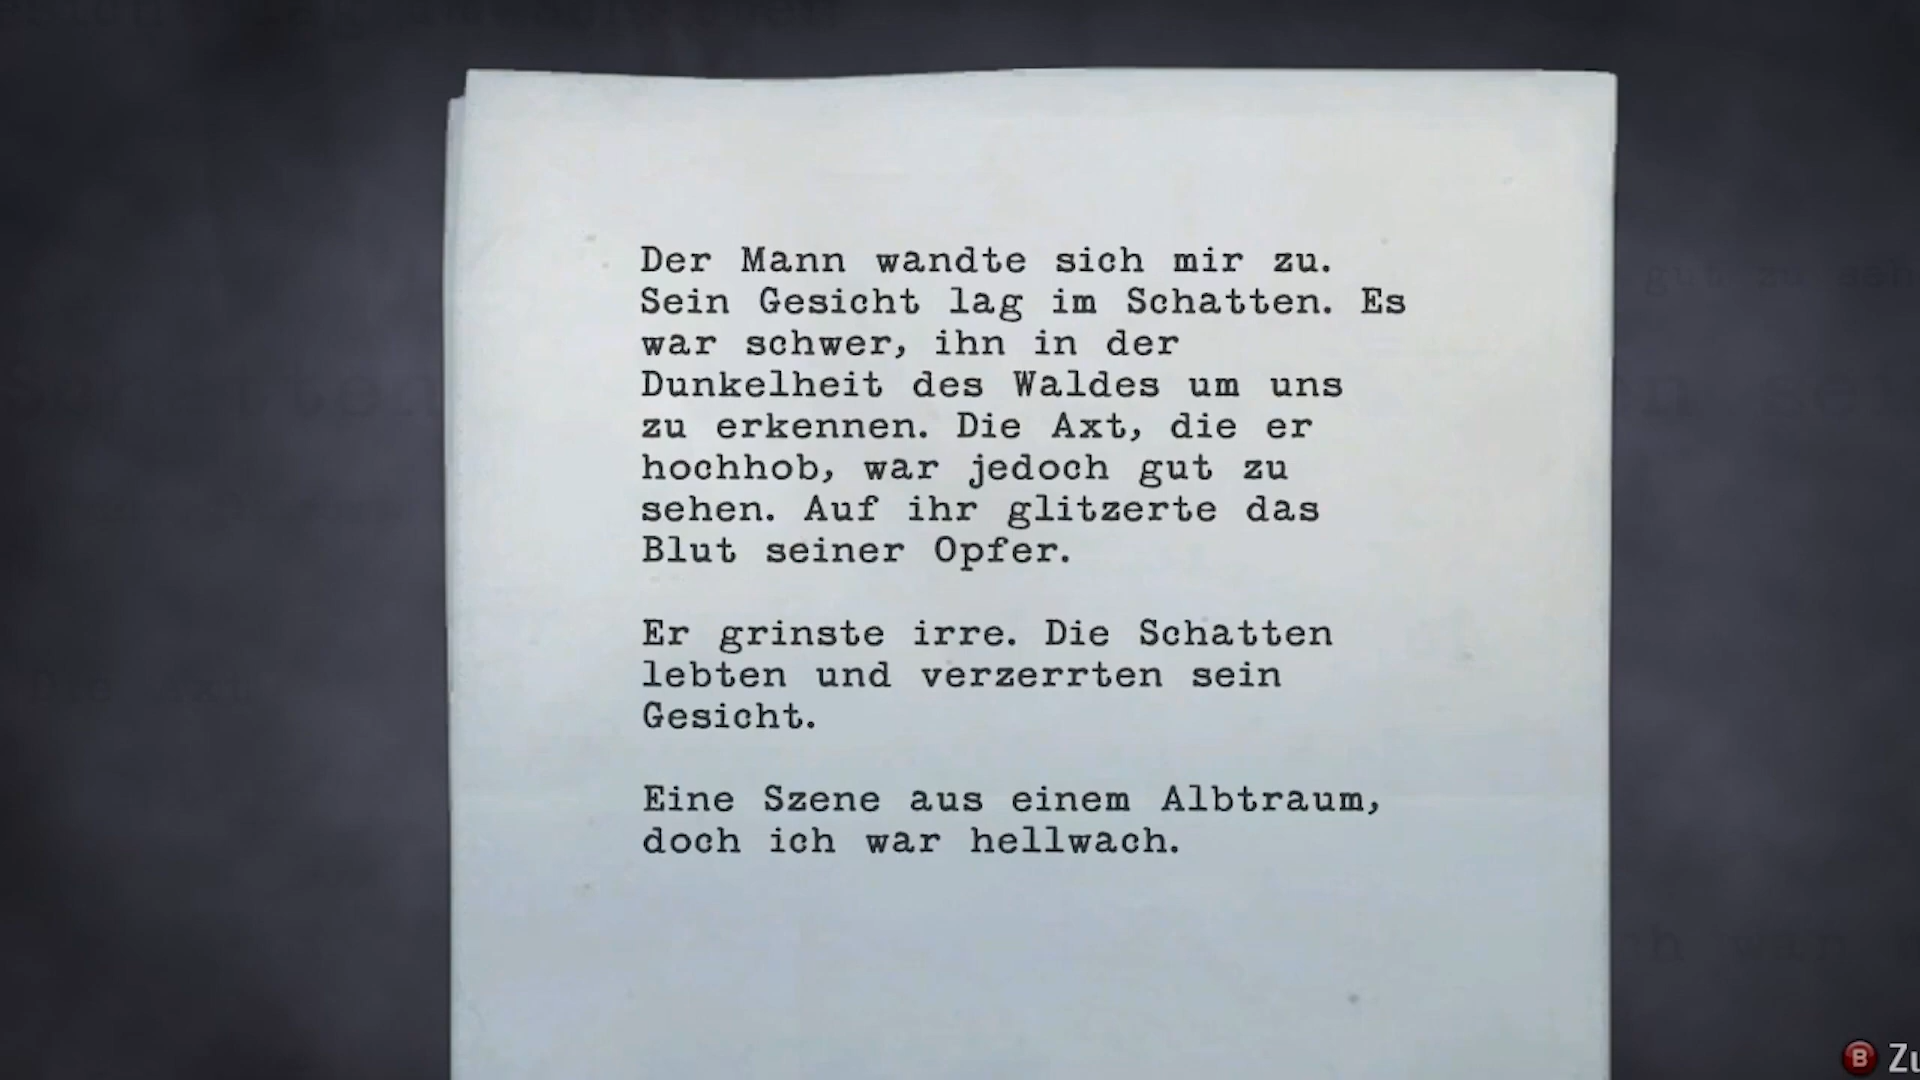 Der Mann wandte sich mir zu.
Sein Gesicht lag im Schatten. Es
war schwer, ihn in der
Dunkelheit des Waldes um uns
zu erkennen. Die Axt, die er
hochhob, war jedoch gut zu
sehen. Auf ihr glitzerte das
Blut seiner Opfer.
Er grinste irre. Die Schatten
lebten und verzerrten sein
Gesicht.
Eine Szene aus einem Albtraum,
doch ich war hellwach.
B Zu